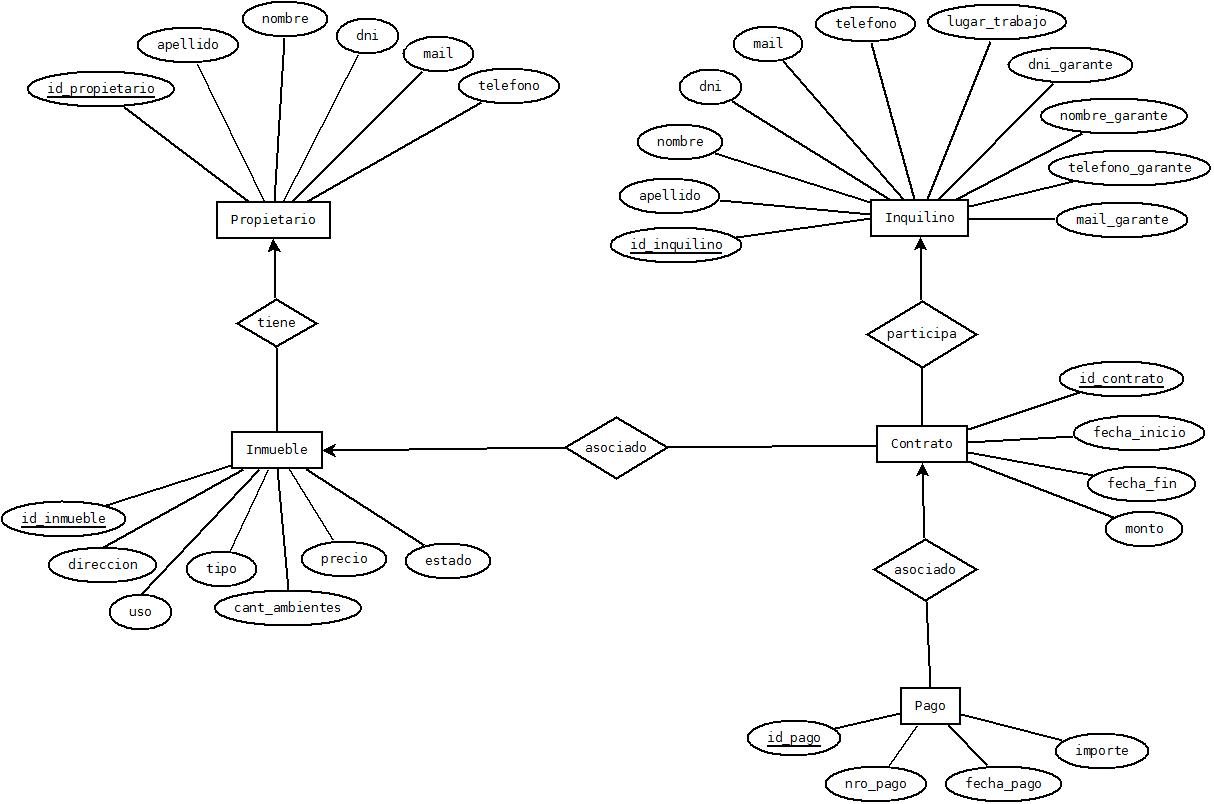 nombre
dni
apellido
mail
id_propietario
telefono
Propietario
telefono
lugar_trabajo
mail
dni_garante
dni
nombre_garante
nombre
telefono_garante
apellido
mail_garante
id_inquilino
Inquilino
tiene
participa
id_contrato
Inmueble
asociado
Contrato
fecha_inicio
fecha_fin
monto
id_inmueble
direccion
tipo
precio
estado
uso
cant_ambientes
asociado
Pago
id_pago
importe
nro_pago
fecha_pago